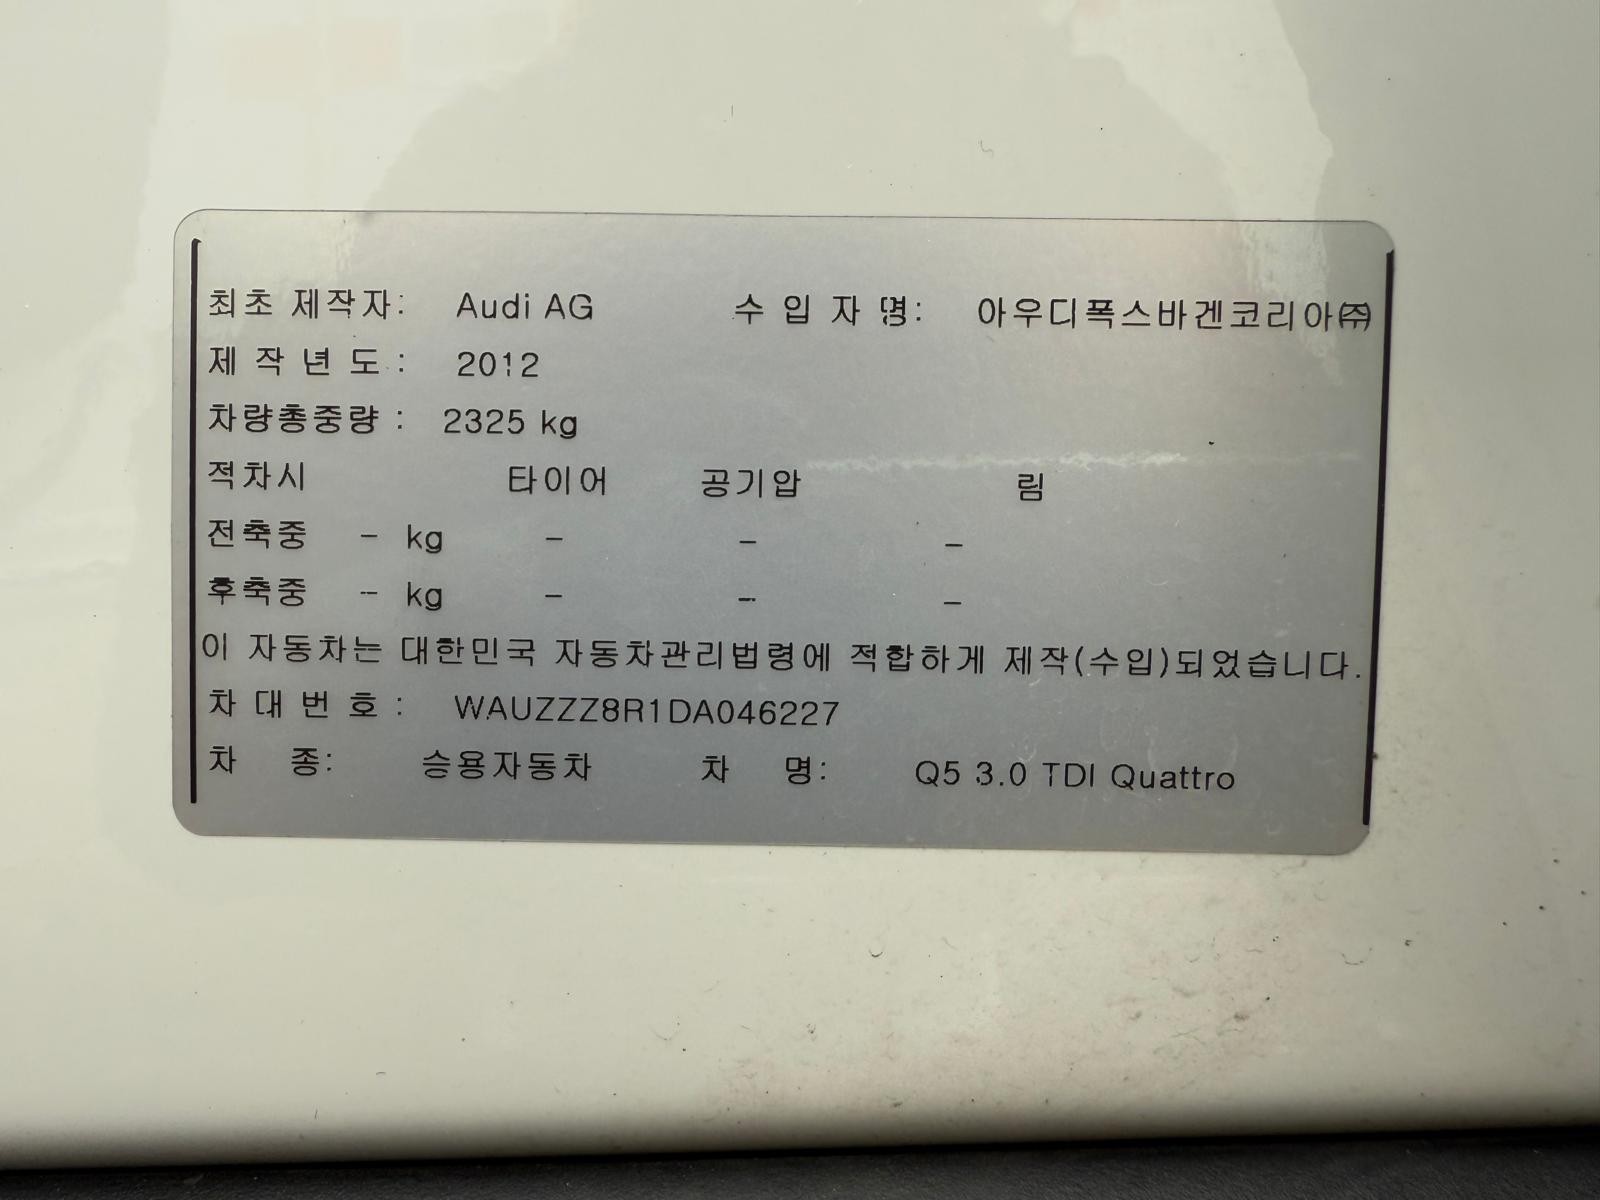 최초 제작자: Audi AG 수 입 자 명: 아우디폭스바겐코리아㈜
제 작 년 도 : 2012
차량총중량 : 2325 kg
적차시 타이어 공기압 림
전축중 - kg - - -
후축중 - kg - - -
이 자동차는 대한민국 자동차관리법령에 적합하게 제작(수입)되었습니다.
차 대 번 호 : WAUZZZ8R1DA046227
차 종: 승용자동차 차 명: Q5 3.0 TDI Quattro